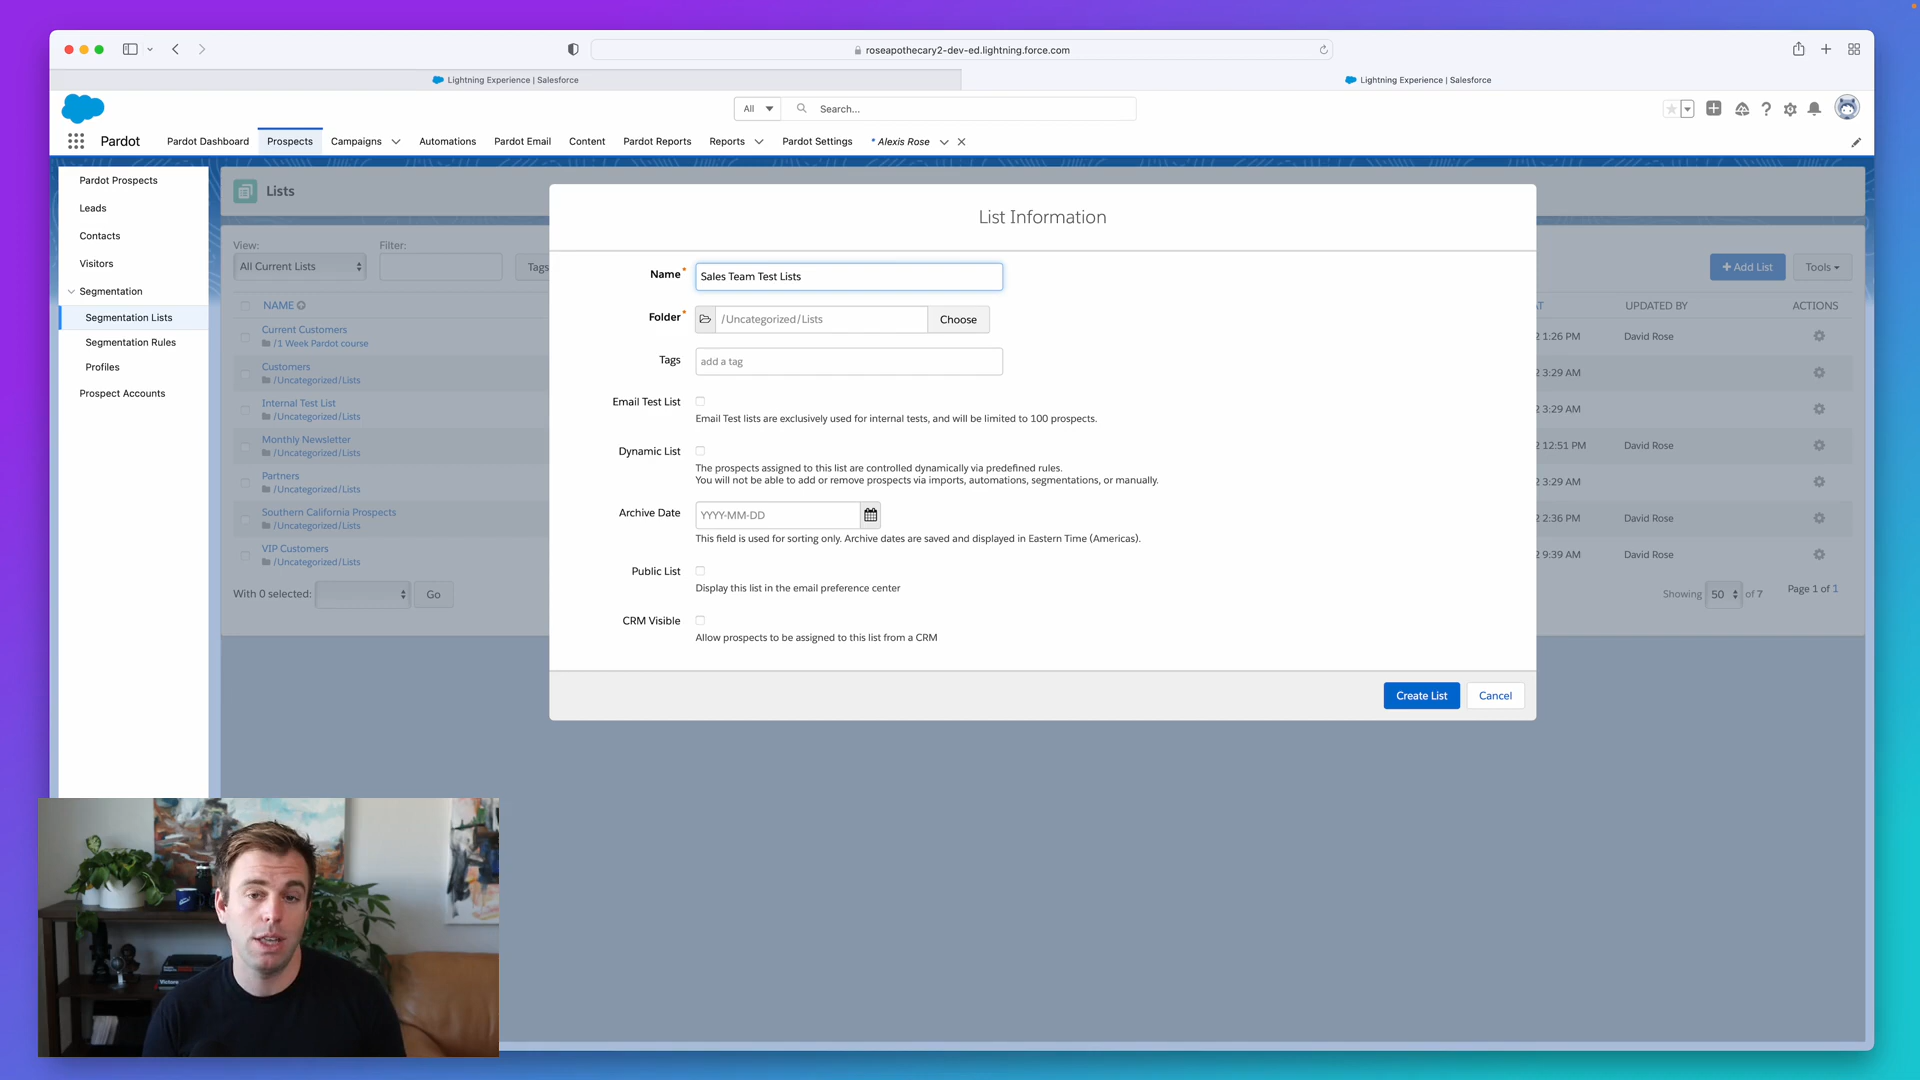 roseapothecary2-dev-ed.lightning.force.com
Lightning Experience | Salesforce
Lightning Experience | Salesforce
All
Search...
Pardot
Pardot Dashboard
Prospects
Campaigns
Automations
Pardot Email
Content
Pardot Reports
Reports
Pardot Settings
* Alexis Rose
Pardot Prospects
Leads
Contacts
Visitors
Segmentation
Segmentation Lists
Segmentation Rules
Profiles
Prospect Accounts
Lists
View:
All Current Lists
Filter:
Tags
+ Add List
Tools
NAME
UPDATED BY
ACTIONS
Current Customers
/1 Week Pardot course
2 1:26 PM
David Rose
Customers
/Uncategorized/Lists
2 3:29 AM
Internal Test List
/Uncategorized/Lists
2 3:29 AM
Monthly Newsletter
/Uncategorized/Lists
2 12:51 PM
David Rose
Partners
/Uncategorized/Lists
2 3:29 AM
Southern California Prospects
/Uncategorized/Lists
2 2:36 PM
David Rose
VIP Customers
/Uncategorized/Lists
2 9:39 AM
David Rose
With 0 selected:
Go
Showing 50 of 7
Page 1 of 1
List Information
Name*
Sales Team Test Lists
Folder*
/Uncategorized/Lists
Choose
Tags
add a tag
Email Test List
Email Test lists are exclusively used for internal tests, and will be limited to 100 prospects.
Dynamic List
The prospects assigned to this list are controlled dynamically via predefined rules.
You will not be able to add or remove prospects via imports, automations, segmentations, or manually.
Archive Date
YYYY-MM-DD
This field is used for sorting only. Archive dates are saved and displayed in Eastern Time (Americas).
Public List
Display this list in the email preference center
CRM Visible
Allow prospects to be assigned to this list from a CRM
Create List
Cancel